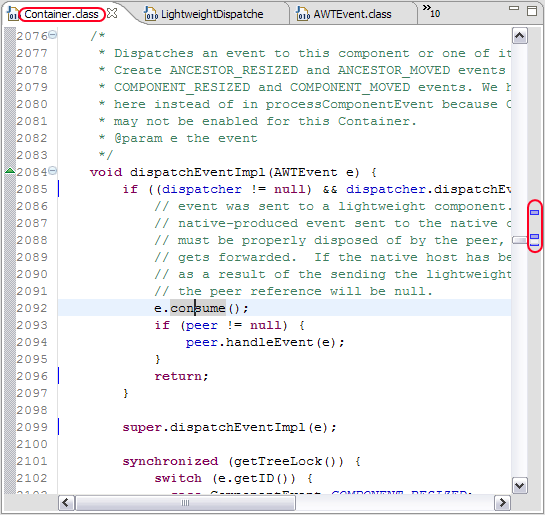 Container.class LightweightDispatche AWTEvent.class »10
2076 /*
2077 * Dispatches an event to this component or one of it
2078 * Create ANCESTOR_RESIZED and ANCESTOR_MOVED events
2079 * COMPONENT_RESIZED and COMPONENT_MOVED events. We h
2080 * here instead of in processComponentEvent because C
2081 * may not be enabled for this Container.
2082 * @param e the event
2083 */
2084 void dispatchEventImpl(AWTEvent e) {
2085 if ((dispatcher != null) && dispatcher.dispatchEv
2086 // event was sent to a lightweight component.
2087 // native-produced event sent to the native c
2088 // must be properly disposed of by the peer,
2089 // gets forwarded.  If the native host has be
2090 // as a result of the sending the lightweight
2091 // the peer reference will be null.
2092 e.consume();
2093 if (peer != null) {
2094 peer.handleEvent(e);
2095 }
2096 return;
2097 }
2098
2099 super.dispatchEventImpl(e);
2100
2101 synchronized (getTreeLock()) {
2102 switch (e.getID()) {
2103 case ComponentEvent.COMPONENT_RESIZED: